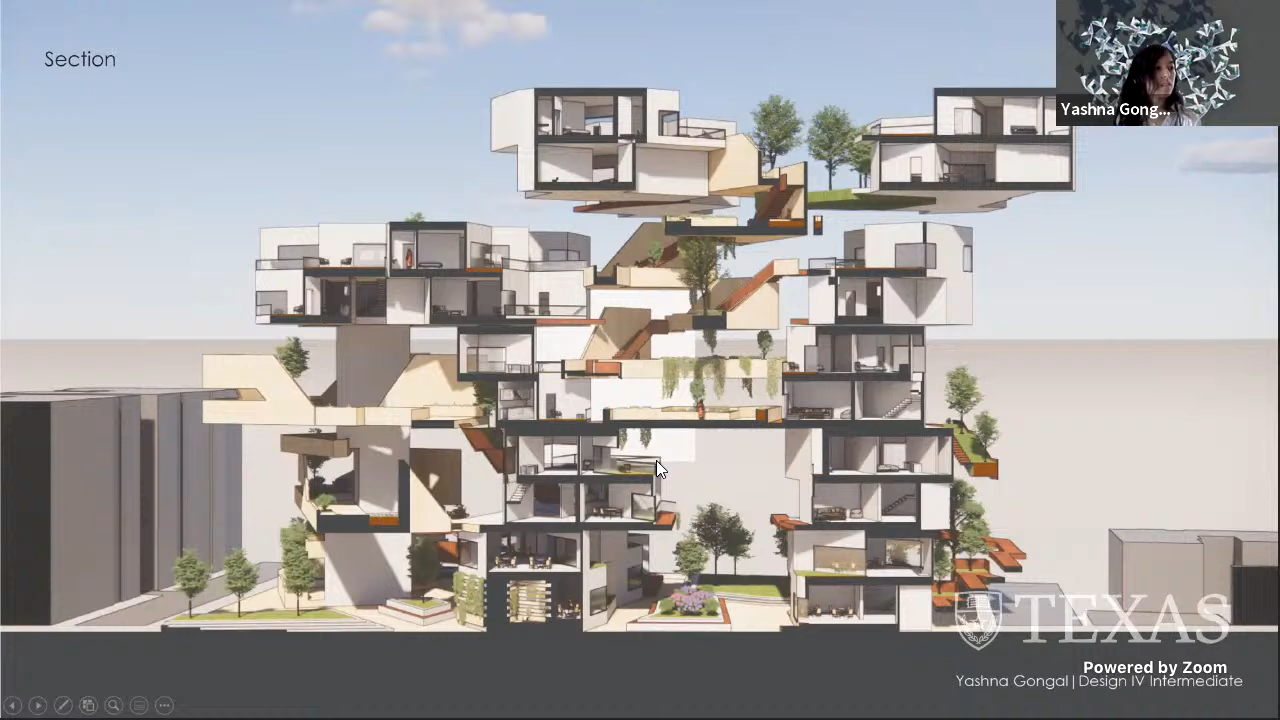 Section
Yashna Gong...
TEXAS
Powered by Zoom
Yashna Gongal|Design IV Intermediate